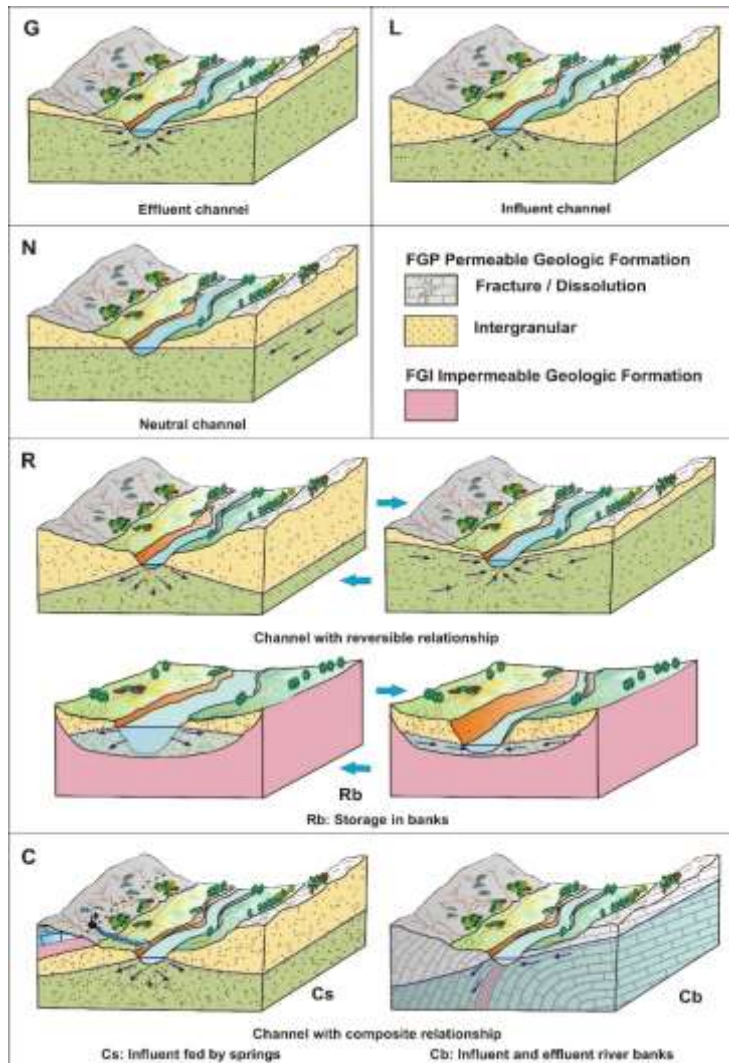 G
Effluent channel
L
Influent channel
N
Neutral channel
FGP Permeable Geologic Formation
Fracture / Dissolution
Intergranular
FGI Impermeable Geologic Formation
R
Channel with reversible relationship
Rb
Rb: Storage in banks
C
Cs
Cb
Channel with composite relationship
Cs: Influent fed by springs
Cb: Influent and effluent river banks